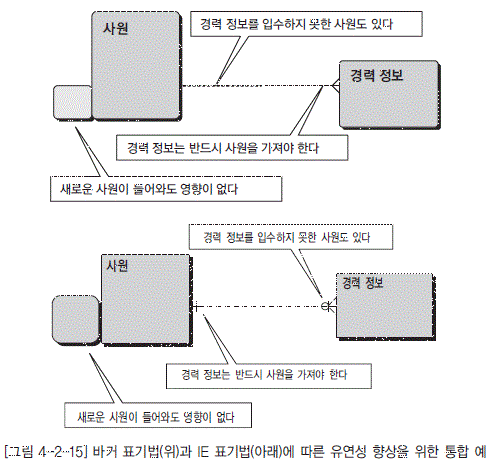 사원
경력 정보를 입수하지 못한 사원도 있다
경력 정보
경력 정보는 반드시 사원을 가져야 한다
새로운 사원이 들어와도 영향이 없다
경력 정보를 입수하지 못한 사원도 있다
사원
경력 정보
경력 정보는 반드시 사원을 가져야 한다
새로운 사원이 들어와도 영향이 없다
[그림 4-2-15] 바커 표기법(위)과 IE 표기법(아래)에 따른 유연성 향상을 위한 통합 예